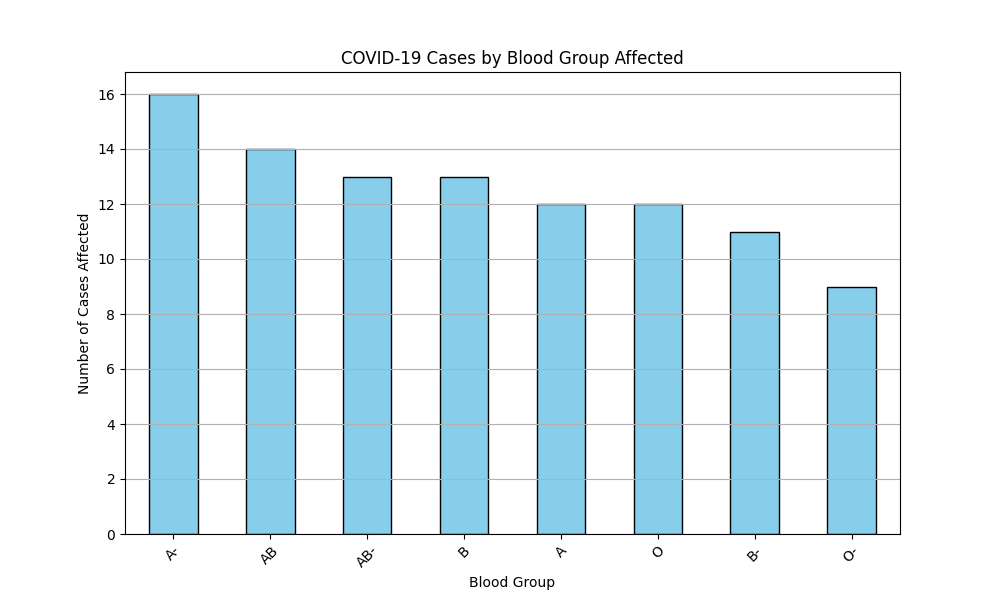 COVID-19 Cases by Blood Group Affected
Number of Cases Affected
16
14
12
10
8
6
4
2
0
A-
AB
AB-
B
A
O
B-
O-
Blood Group